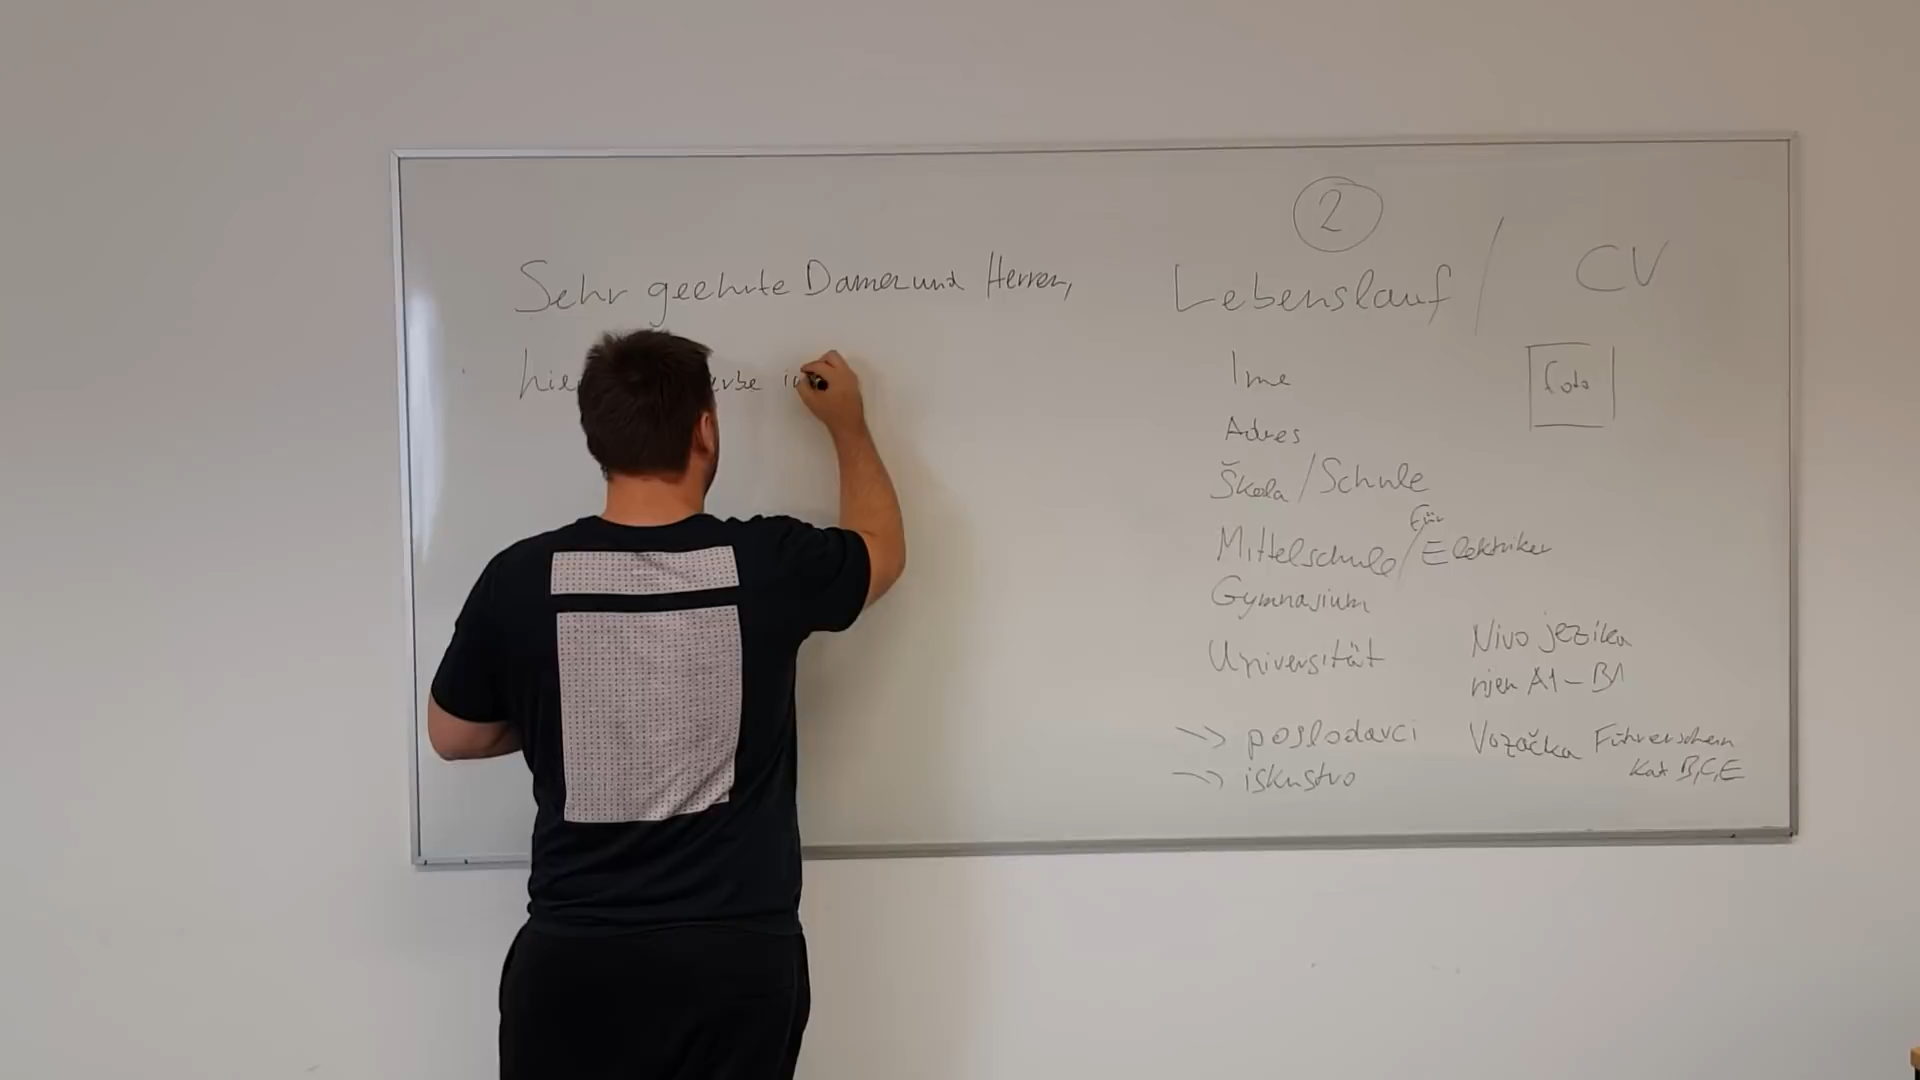 Sehr geehrte Damen und Herren,
2
Lebenslauf / CV
Ime
foto
Adres
Škola / Schule
Mittelschule / für Elektriker
Gymnasium
Universität
Nivo jezika
njem A1 – B1
→ poslodavci
→ iskustvo
Vozačka Führerschein
Kat B, C, E